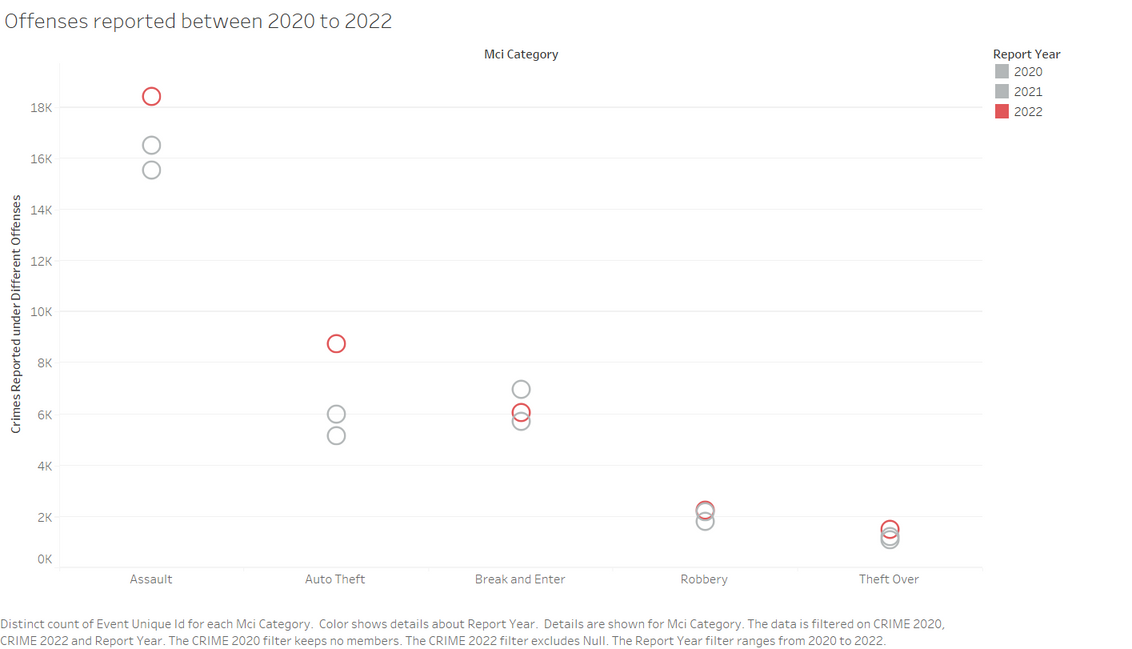 Offenses reported between 2020 to 2022
Mci Category
Report Year
2020
2021
2022
Crimes Reported under Different Offenses
18K
16K
14K
12K
10K
8K
6K
4K
2K
0K
Assault
Auto Theft
Break and Enter
Robbery
Theft Over
Distinct count of Event Unique Id for each Mci Category.  Color shows details about Report Year.  Details are shown for Mci Category. The data is filtered on CRIME 2020,
CRIME 2022 and Report Year. The CRIME 2020 filter keeps no members. The CRIME 2022 filter excludes Null. The Report Year filter ranges from 2020 to 2022.